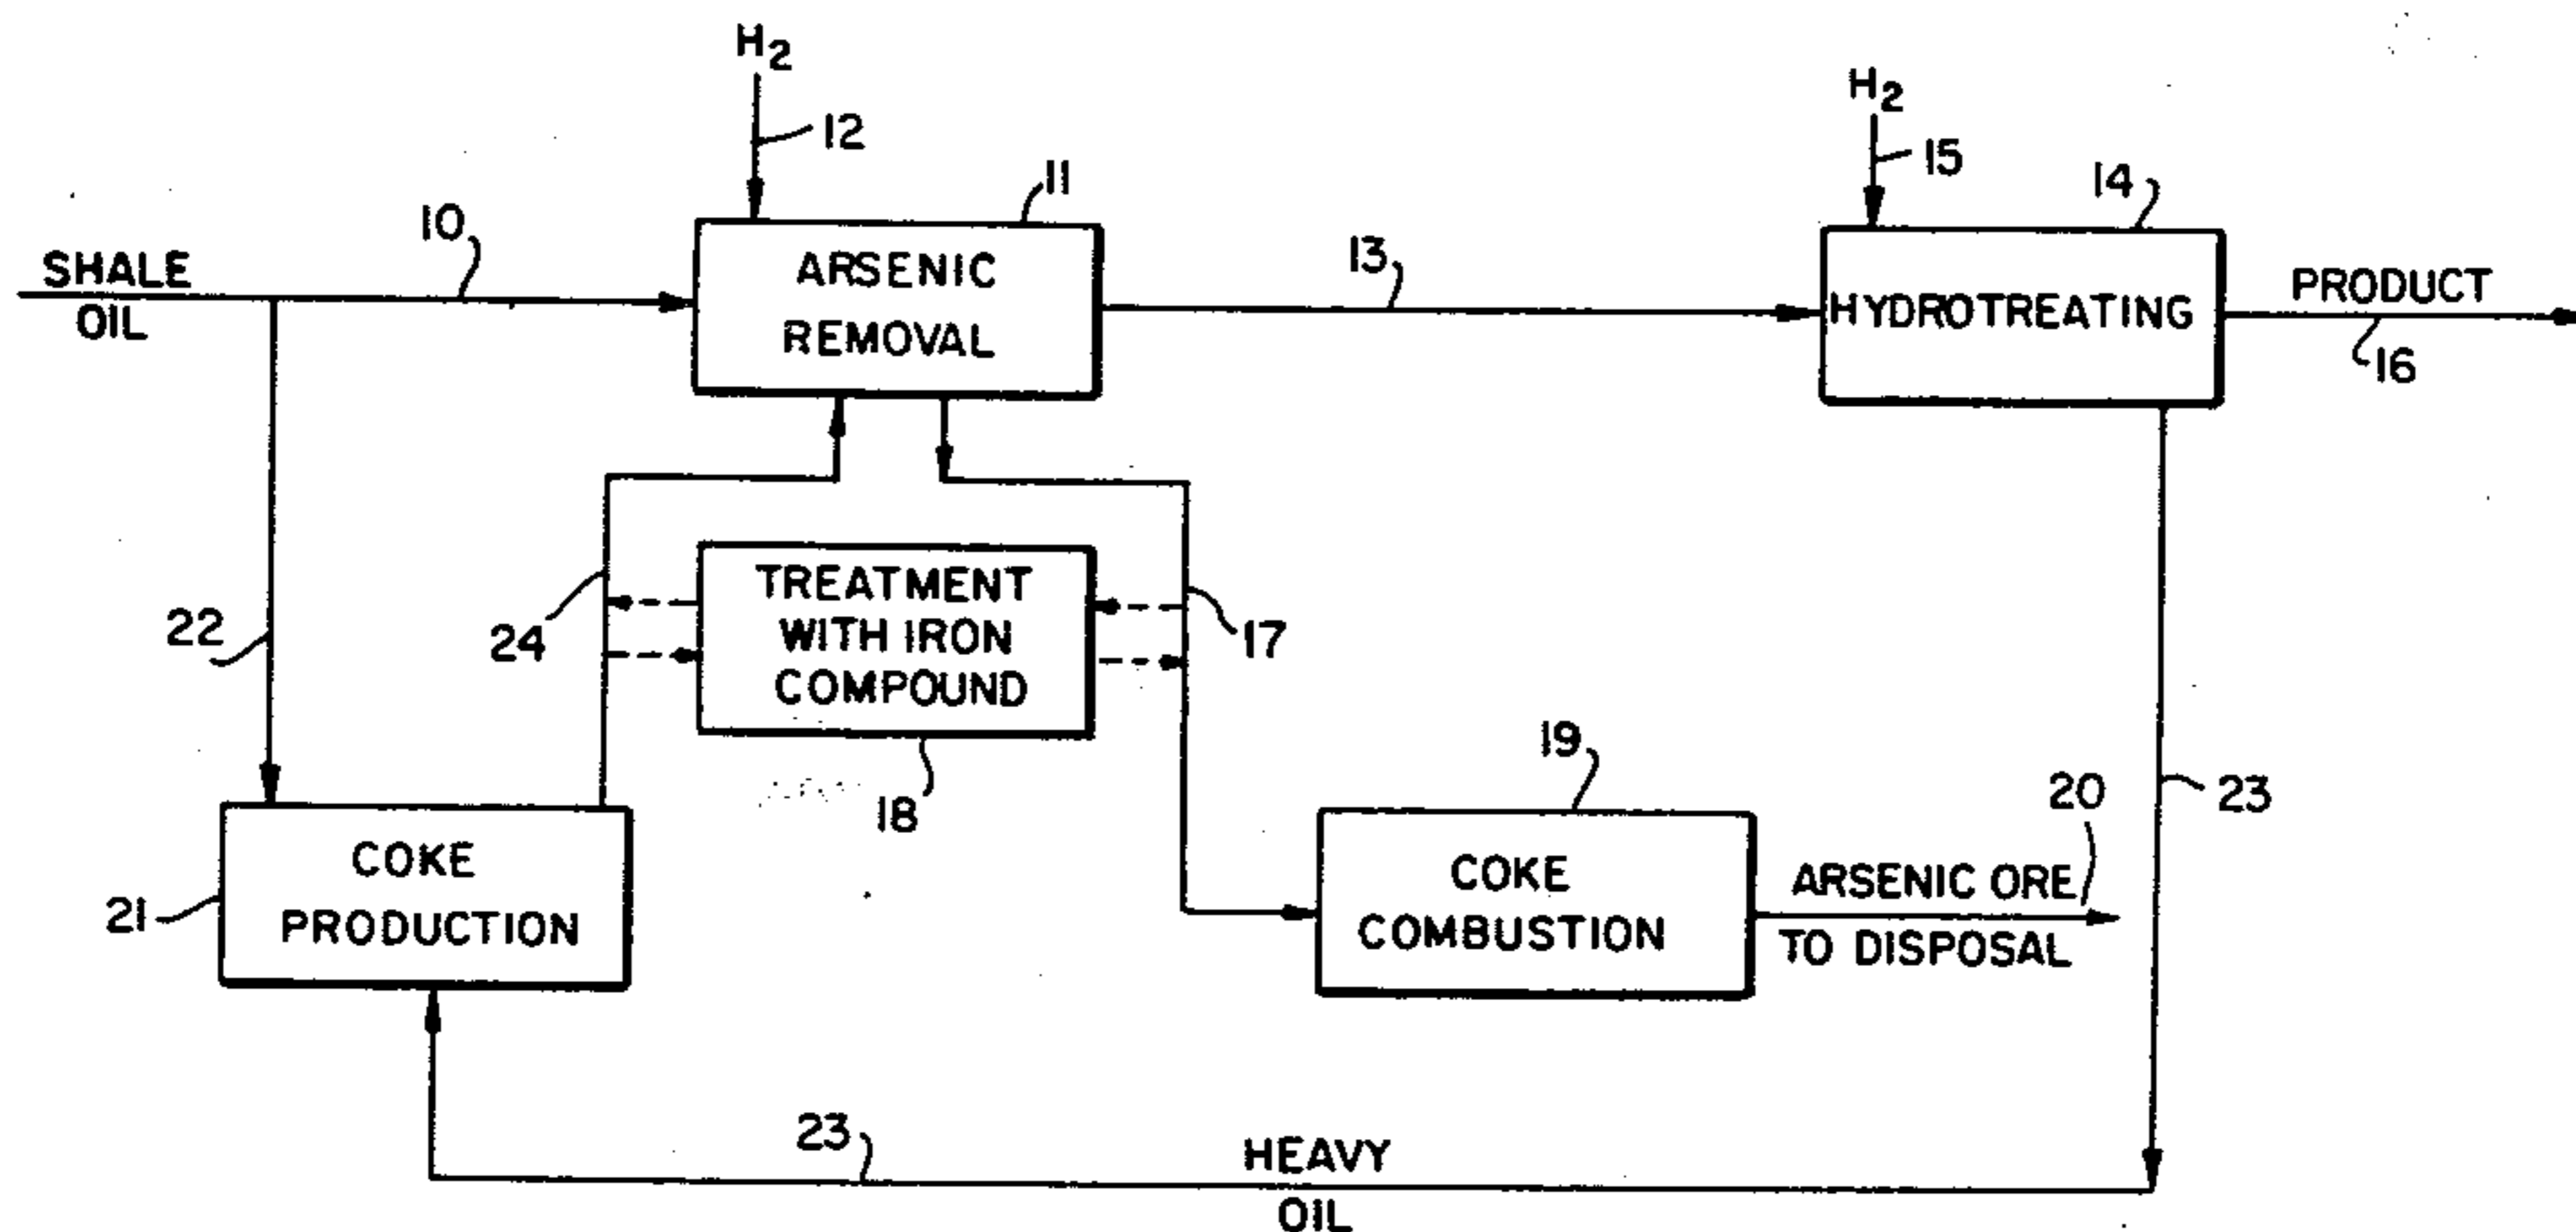 H2
12
H2
15
11
14
10
SHALE
OIL
ARSENIC
REMOVAL
13
HYDROTREATING
PRODUCT
16
22
24
TREATMENT
WITH IRON
COMPOUND
17
18
19
20
23
21
COKE
PRODUCTION
COKE
COMBUSTION
ARSENIC ORE
TO DISPOSAL
23
HEAVY
OIL